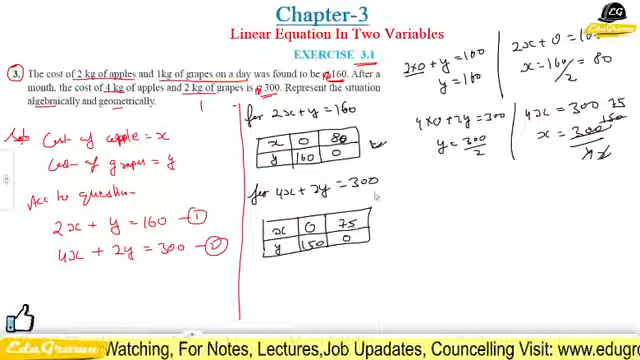 Chapter-3
Linear Equation In Two Variables
EXERCISE 3.1
3. The cost of 2 kg of apples and 1kg of grapes on a day was found to be ₹160. After
a month, the cost of 4 kg of apples and 2 kg of grapes is ₹300. Represent the situation
algebraically and geometrically.
Sol Cost of apple = x
Cost of grapes = y
Acc to question
2x + y = 160 —①
4x + 2y = 300 —②
for 2x + y = 160
x 0 80
y 160 0
for 4x + 2y = 300
x 0 75
y 150 0
2x0 + y = 160
y = 160
2x + 0 = 160
x = 160/2 = 80
4x0 + 2y = 300
y = 300/2
4x = 300 75
x = 300
EG
EduGrown
EduGrown
Watching, For Notes, Lectures,Job Upadates, Councelling Visit: www.edugr